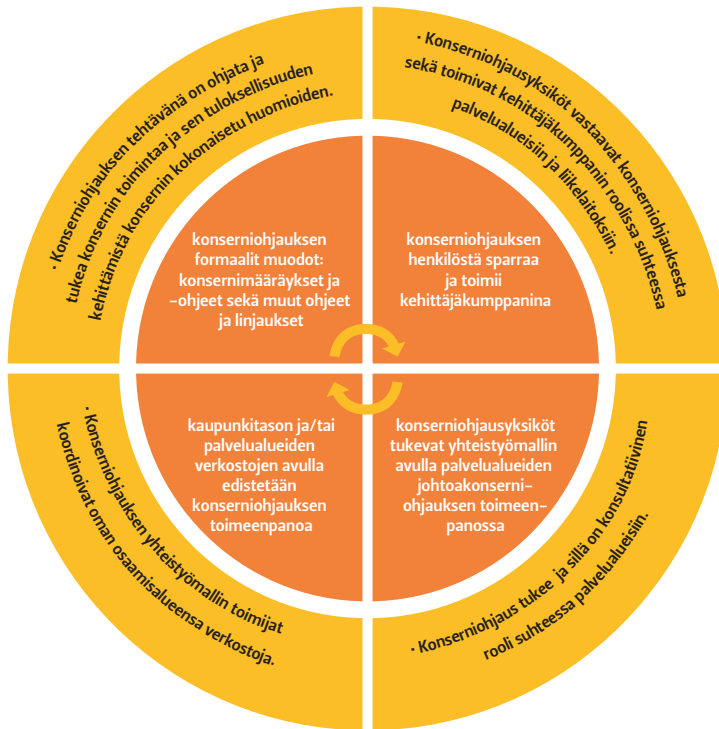 · Konserniohjauksen tehtävänä on ohjata ja
tukea konsernin toimintaa ja sen tuloksellisuuden
kehittämistä konsernin kokonaisetu huomioiden.
· Konserniohjausyksiköt vastaavat konserniohjauksesta
sekä toimivat kehittäjäkumppanin roolissa suhteessa
palvelualueisiin ja liikelaitoksiin.
konserniohjauksen
formaalit muodot:
konsernimääräykset ja
–ohjeet sekä muut ohjeet
ja linjaukset
konserniohjauksen
henkilöstä sparraa
ja toimii
kehittäjäkumppanina
kaupunkitason ja/tai
palvelualueiden
verkostojen avulla
edistetään
konserniohjauksen
toimeenpanoa
konserniohjausyksiköt
tukevat yhteistyömallin
avulla palvelualueiden
johtoakonserni–
ohjauksen toimeen–
panossa
· Konserniohjauksen yhteistyömallin toimijat
koordinoivat oman osaamisalueensa verkostoja.
· Konserniohjaus tukee ja sillä on konsultatiivinen
rooli suhteessa palvelualueisiin.